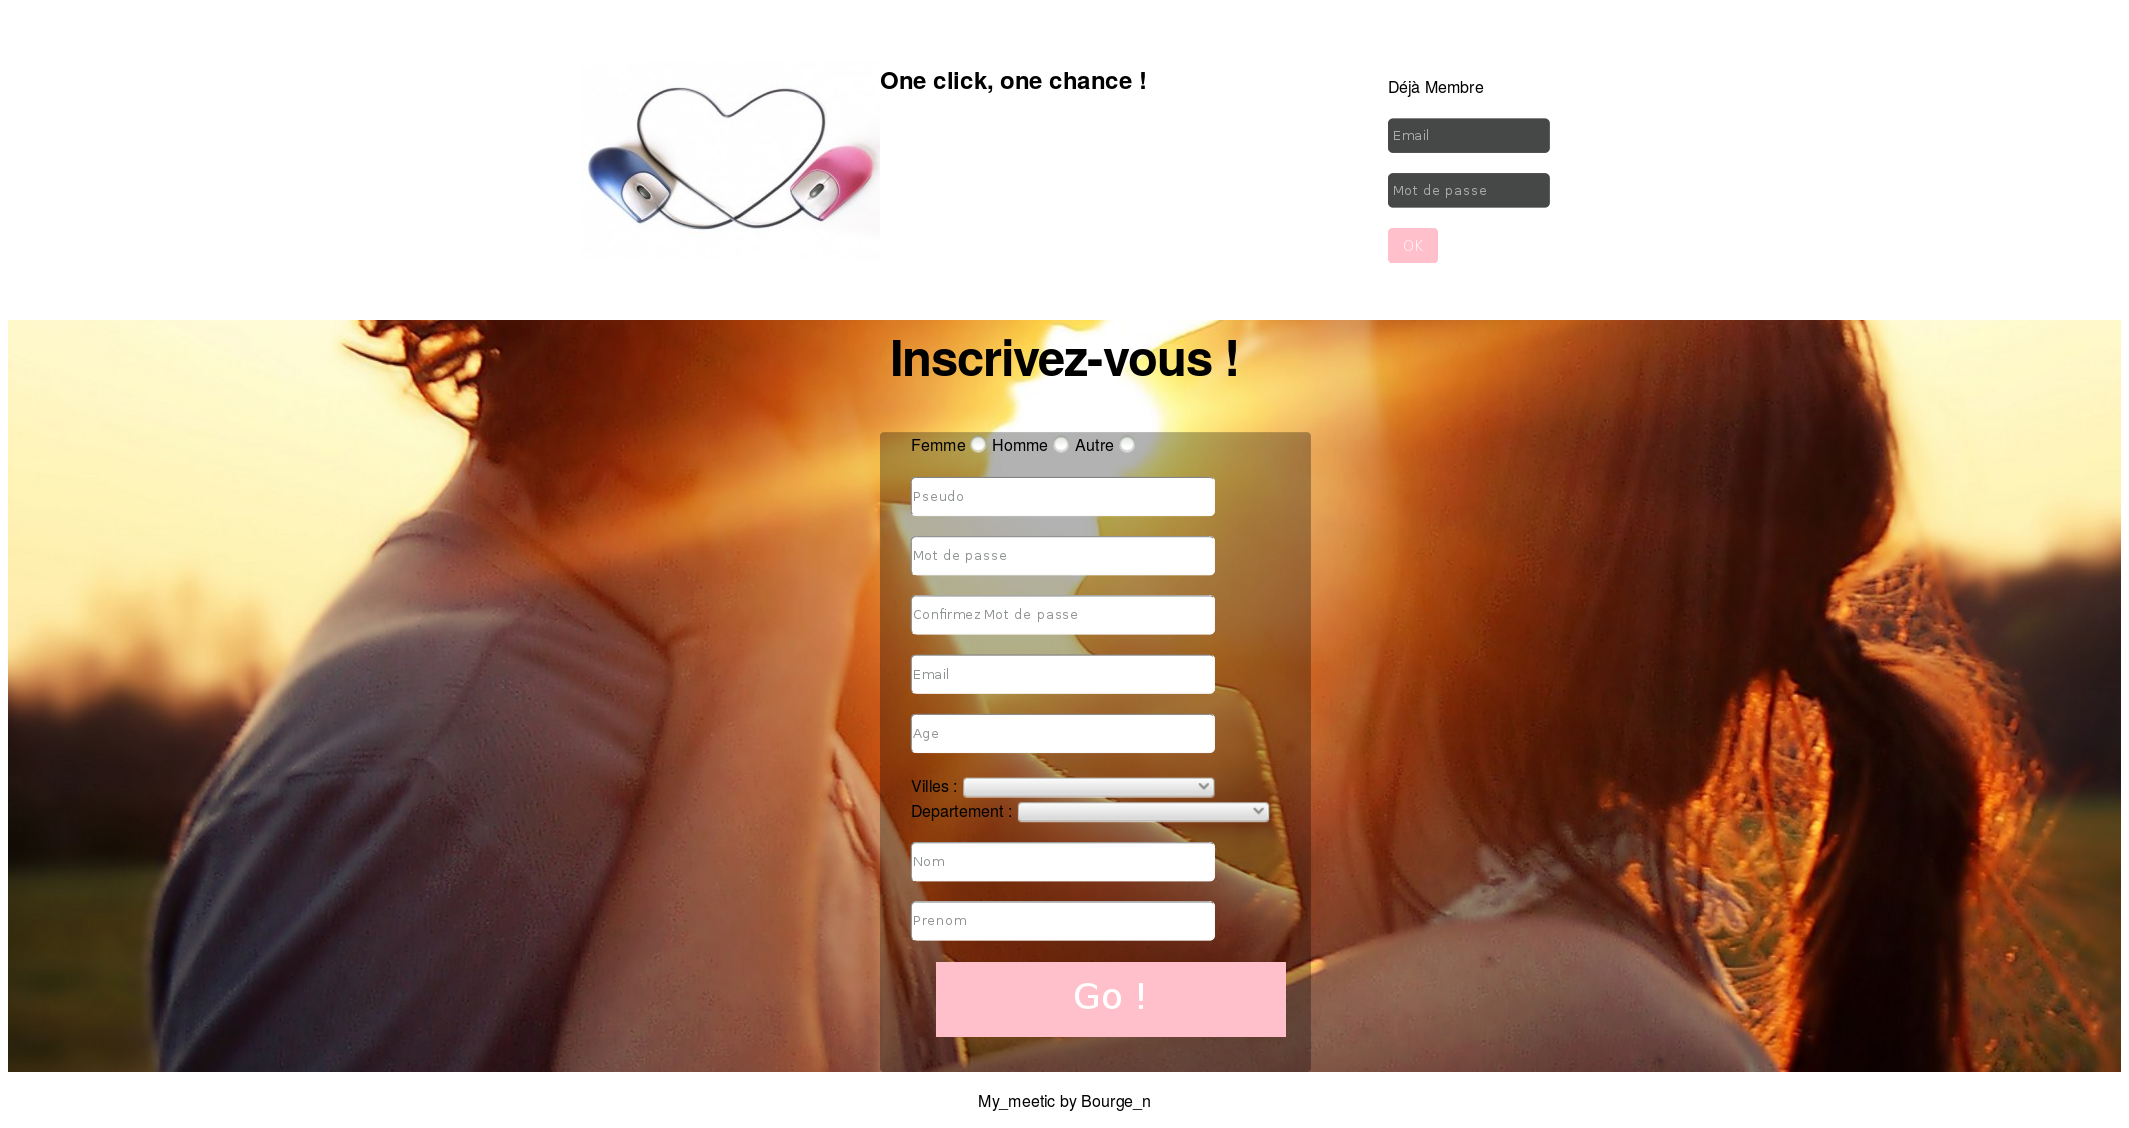 One click, one chance !
Déjà Membre
Email
Mot de passe
OK
Inscrivez-vous !
Femme Homme Autre
Pseudo
Mot de passe
Confirmez Mot de passe
Email
Age
Villes :
Departement :
Nom
Prenom
Go !
My_meetic by Bourge_n